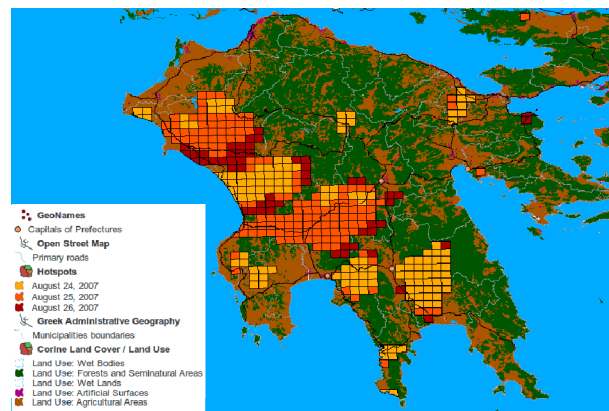 GeoNames
Capitals of Prefectures
Open Street Map
Primary roads
Hotspots
August 24, 2007
August 25, 2007
August 26, 2007
Greek Administrative Geography
Municipalities boundaries
Corine Land Cover / Land Use
Land Use: Wet Bodies
Land Use: Forests and Seminatural Areas
Land Use: Wet Lands
Land Use: Artificial Surfaces
Land Use: Agricultural Areas